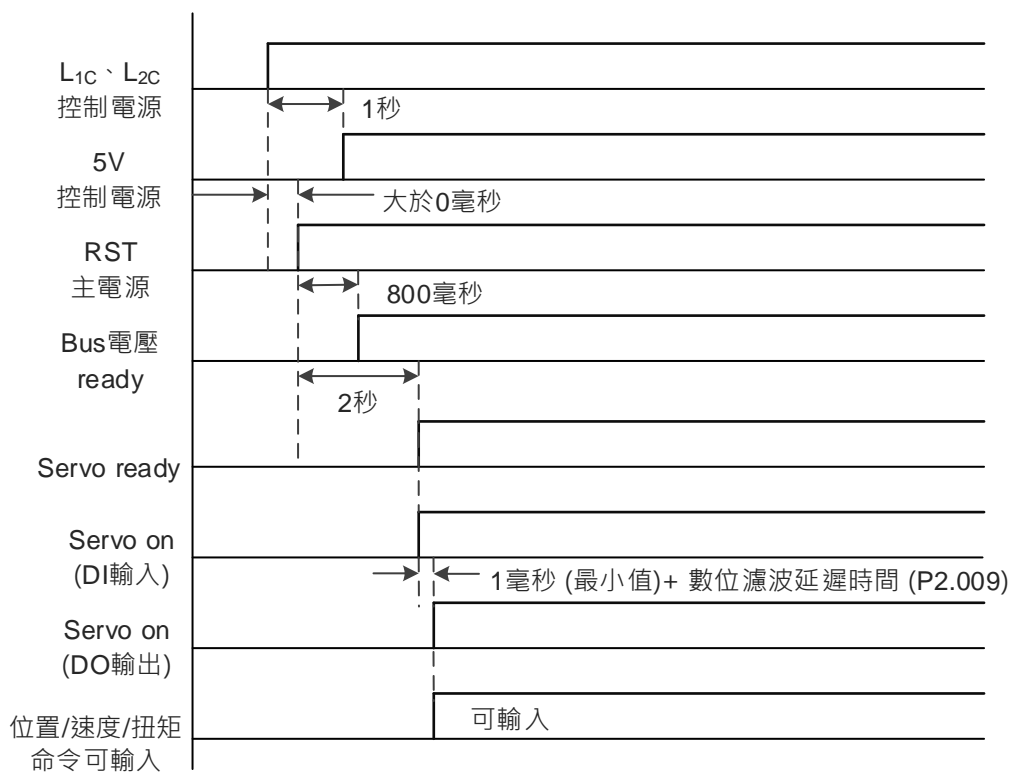 L1C、L2C
控制電源
1秒
5V
控制電源
大於0毫秒
RST
主電源
800毫秒
Bus電壓
ready
2秒
Servo ready
Servo on
(DI輸入)
1毫秒 (最小值)+ 數位濾波延遲時間 (P2.009)
Servo on
(DO輸出)
可輸入
位置/速度/扭矩
命令可輸入